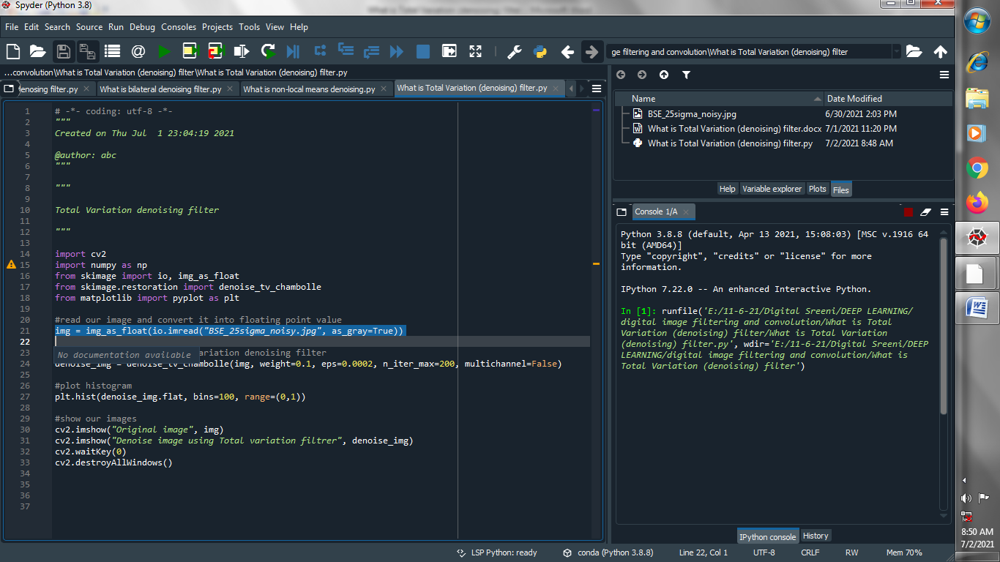 Spyder (Python 3.8)
File Edit Search Source Run Debug Consoles Projects Tools View Help
ge filtering and convolution\What is Total Variation (denoising) filter
...convolution\What is Total Variation (denoising) filter\What is Total Variation (denoising) filter.py
denosing filter.py What is bilateral denoising filter.py What is non-local means denoising.py What is Total Variation (denoising) filter.py
1 # -*- coding: utf-8 -*-
2 """
3 Created on Thu Jul  1 23:04:19 2021
4
5 @author: abc
6 """
7
8 """
9
10 Total Variation denoising filter
11
12 """
13
14 import cv2
15 import numpy as np
16 from skimage import io, img_as_float
17 from skimage.restoration import denoise_tv_chambolle
18 from matplotlib import pyplot as plt
19
20 #read our image and convert it into floating point value
21 img = img_as_float(io.imread("BSE_25sigma_noisy.jpg", as_gray=True))
22
No documentation available
23 ariation denoising filter
24 denoise_img = denoise_tv_chambolle(img, weight=0.1, eps=0.0002, n_iter_max=200, multichannel=False)
25
26 #plot histogram
27 plt.hist(denoise_img.flat, bins=100, range=(0,1))
28
29 #show our images
30 cv2.imshow("Original image", img)
31 cv2.imshow("Denoise image using Total variation filtrer", denoise_img)
32 cv2.waitKey(0)
33 cv2.destroyAllWindows()
34
35
36
37
Name Date Modified
BSE_25sigma_noisy.jpg 6/30/2021 2:03 PM
What is Total Variation (denoising) filter.docx 7/1/2021 11:20 PM
What is Total Variation (denoising) filter.py 7/2/2021 8:48 AM
Help Variable explorer Plots Files
Console 1/A
Python 3.8.8 (default, Apr 13 2021, 15:08:03) [MSC v.1916 64
bit (AMD64)]
Type "copyright", "credits" or "license" for more
information.
IPython 7.22.0 -- An enhanced Interactive Python.
In [1]: runfile('E:/11-6-21/Digital Sreeni/DEEP LEARNING/
digital image filtering and convolution/What is Total
Variation (denoising) filter/What is Total Variation
(denoising) filter.py', wdir='E:/11-6-21/Digital Sreeni/DEEP
LEARNING/digital image filtering and convolution/What is
Total Variation (denoising) filter')
IPython console History
LSP Python: ready conda (Python 3.8.8) Line 22, Col 1 UTF-8 CRLF RW Mem 70%
8:50 AM
7/2/2021